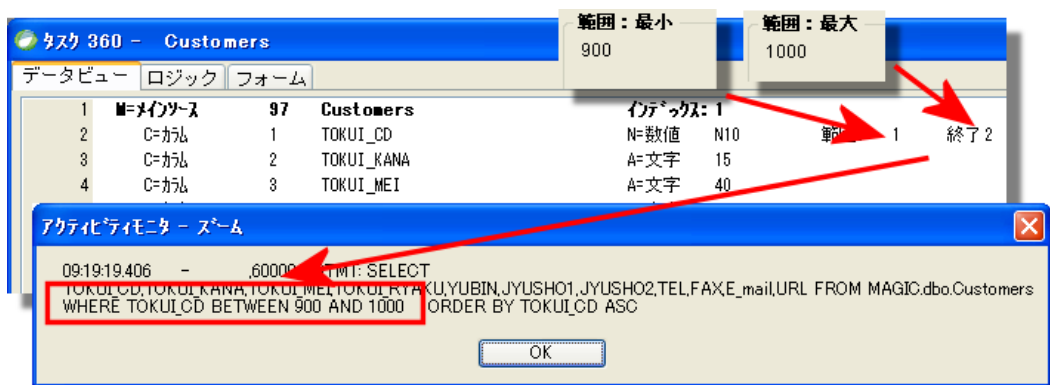 範囲：最小
900
範囲：最大
1000
タスク 360 - Customers
データビュー ロジック フォーム
1 M=メインソース 97 Customers インデックス: 1
2 C=カラム 1 TOKUI_CD N=数値 N10 1 終了 2
3 C=カラム 2 TOKUI_KANA A=文字 15
4 C=カラム 3 TOKUI_MEI A=文字 40
アクティビティモニター - ズーム
09:19:19.406 - STMT: SELECT
TOKUI_CD,TOKUI_KANA,TOKUI_MEI,TOKUI_RYAKU,YUBIN,JYUSHO1,JYUSHO2,TEL,FAX,E_mail,URL FROM MAGIC.dbo.Customers
WHERE TOKUI_CD BETWEEN 900 AND 1000 ORDER BY TOKUI_CD ASC
OK